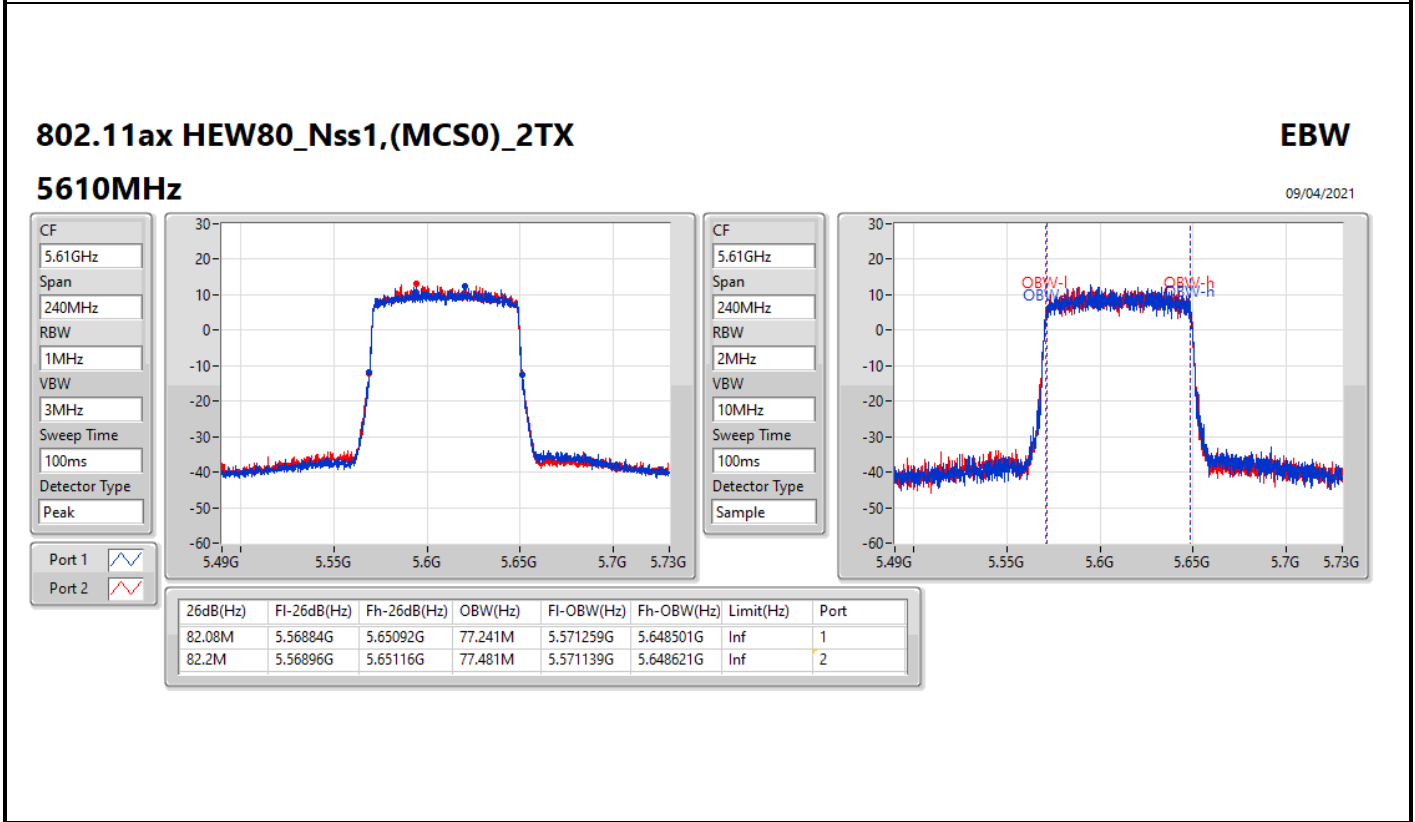 802.11ax HEW80_Nss1,(MCS0)_2TX EBW
5610MHz 09/04/2021
CF
5.61GHz
Span
240MHz
RBW
1MHz
VBW
3MHz
Sweep Time
100ms
Detector Type
Peak
Port 1
Port 2
30
20
10
0
-10
-20
-30
-40
-50
-60
5.49G 5.55G 5.6G 5.65G 5.7G 5.73G
CF
5.61GHz
Span
240MHz
RBW
2MHz
VBW
10MHz
Sweep Time
100ms
Detector Type
Sample
30
20
10
0
-10
-20
-30
-40
-50
-60
OBW-l OBW-h
5.49G 5.55G 5.6G 5.65G 5.7G 5.73G
26dB(Hz) Fl-26dB(Hz) Fh-26dB(Hz) OBW(Hz) Fl-OBW(Hz) Fh-OBW(Hz) Limit(Hz) Port
82.08M 5.56884G 5.65092G 77.241M 5.571259G 5.648501G Inf 1
82.2M 5.56896G 5.65116G 77.481M 5.571139G 5.648621G Inf 2